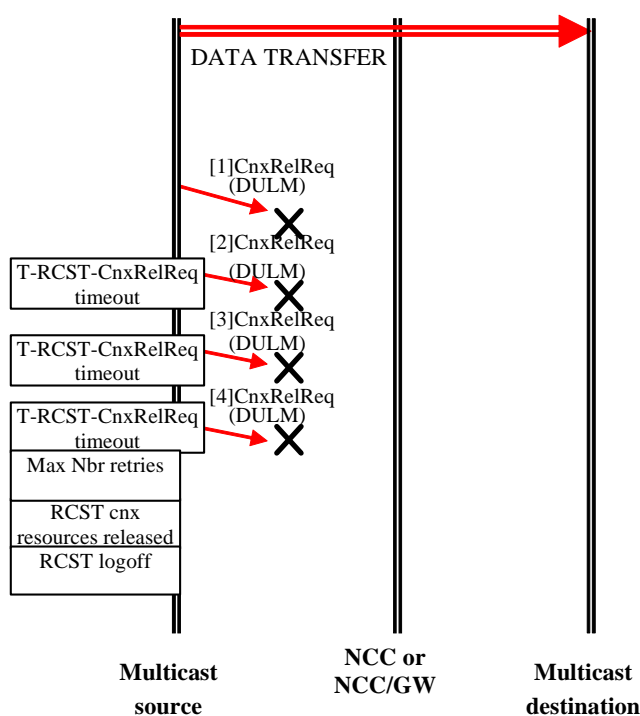 DATA TRANSFER
[1]CnxRelReq
(DULM)
[2]CnxRelReq
(DULM)
T-RCST-CnxRelReq
timeout
[3]CnxRelReq
(DULM)
T-RCST-CnxRelReq
timeout
[4]CnxRelReq
(DULM)
T-RCST-CnxRelReq
timeout
Max Nbr retries
RCST cnx
resources released
RCST logoff
Multicast
source
NCC or
NCC/GW
Multicast
destination